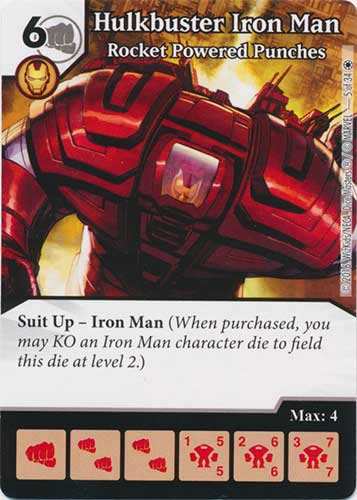 6
Hulkbuster Iron Man
Rocket Powered Punches
Suit Up – Iron Man (When purchased, you
may KO an Iron Man character die to field
this die at level 2.)
Max: 4
1 5 5
2 6 6
3 7 7